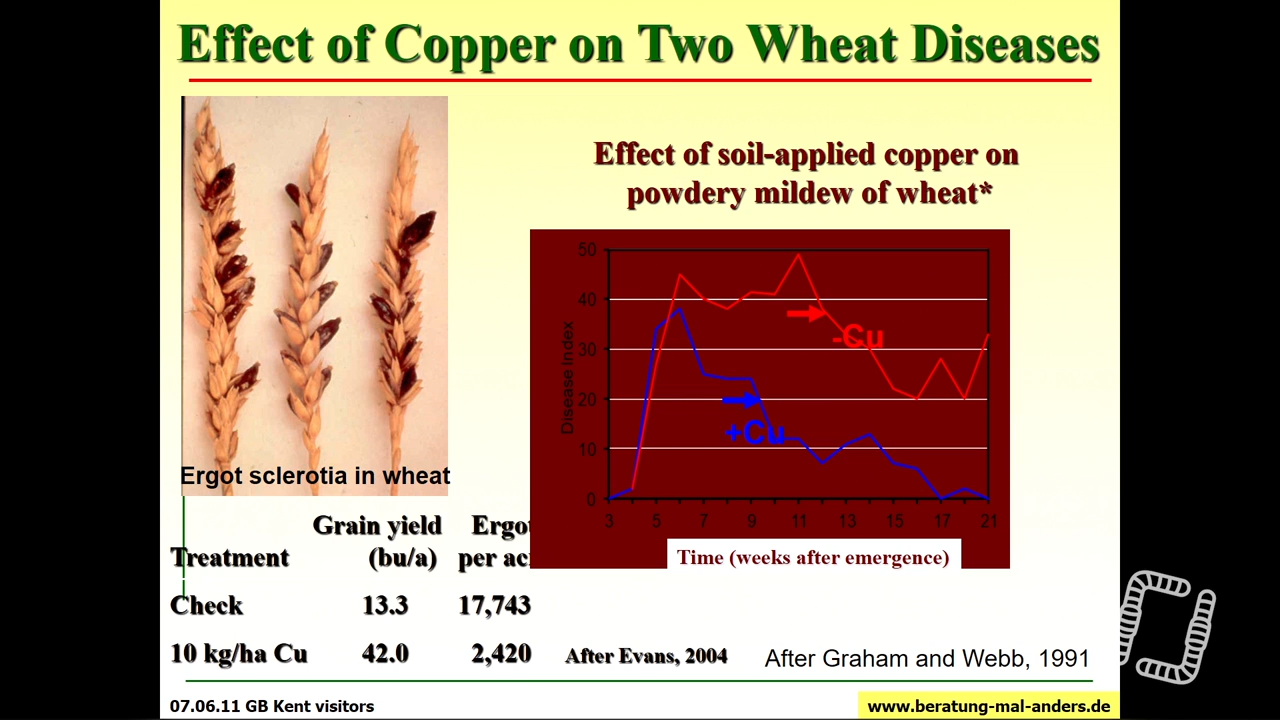 Effect of Copper on Two Wheat Diseases
Effect of soil-applied copper on
powdery mildew of wheat*
Ergot sclerotia in wheat
50
40
30
20
10
0
Disease index
-Cu
+Cu
3 5 7 9 11 13 15 17 21
Time (weeks after emergence)
Grain yield Ergot
Treatment (bu/a) per
Check 13.3 17,743
10 kg/ha Cu 42.0 2,420
After Evans, 2004
After Graham and Webb, 1991
07.06.11 GB Kent visitors
www.beratung-mal-anders.de